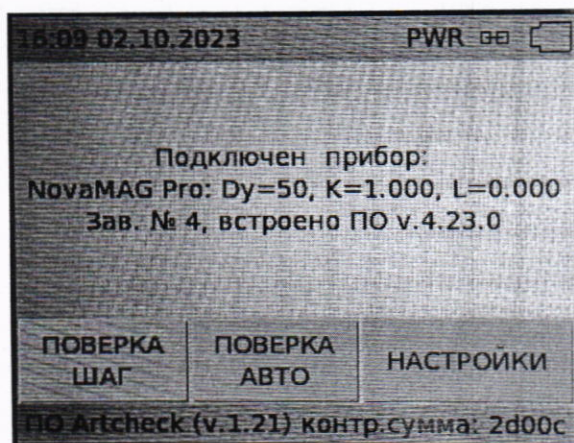 16:09 02.10.2023 PWR
Подключен прибор:
NovaMAG Pro: Dy=50, K=1.000, L=0.000
Зав. № 4, встроено ПО v.4.23.0
ПОВЕРКА ШАГ
ПОВЕРКА АВТО
НАСТРОЙКИ
ПО Artcheck (v.1.21) контр.сумма: 2d00c